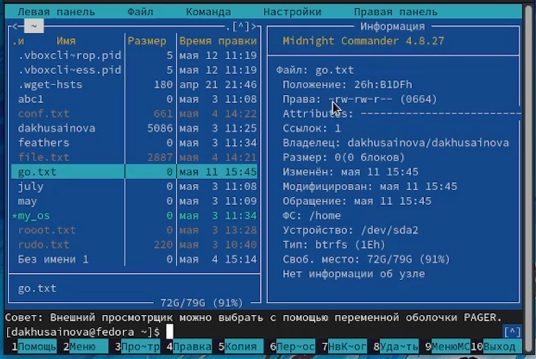 Левая панель Файл Команда Настройки Правая панель
<─ ~ .[^]>
.и Имя Размер Время правки
.vboxcli~rop.pid 5 мая 12 11:19
.vboxcli~ess.pid 5 мая 12 11:19
.wget-hsts 180 апр 21 21:46
abc1 0 мая 3 11:08
conf.txt 661 мая 4 14:22
dakhusainova 5086 мая 3 11:25
feathers 0 мая 3 11:34
file.txt 2887 мая 4 14:21
go.txt 0 мая 11 15:45
july 0 мая 3 11:08
may 0 мая 3 11:09
*my_os 0 мая 3 11:34
rooot.txt 0 мая 3 13:28
rudo.txt 220 мая 3 10:40
Без имени 1 0 мая 4 15:14
go.txt
72G/79G (91%)
Информация
Midnight Commander 4.8.27
Файл: go.txt
Положение: 26h:B1DFh
Права: -rw-rw-r-- (0664)
Attributes: --------------------
Ссылок: 1
Владелец: dakhusainova/dakhusainova
Размер: 0(0 блоков)
Изменён: мая 11 15:45
Модифицирован: мая 11 15:45
Обращение: мая 11 15:45
ФС: /home
Устройство: /dev/sda2
Тип: btrfs (1Eh)
Своб. место: 72G/79G (91%)
Нет информации об узле
Совет: Внешний просмотрщик можно выбрать с помощью переменной оболочки PAGER.
[dakhusainova@fedora ~]$ [^]
1Помощь 2Меню 3Про~тр 4Правка 5Копия 6Пер~ос 7НвК~ог 8Уда~ть 9МенюMC 10Выход